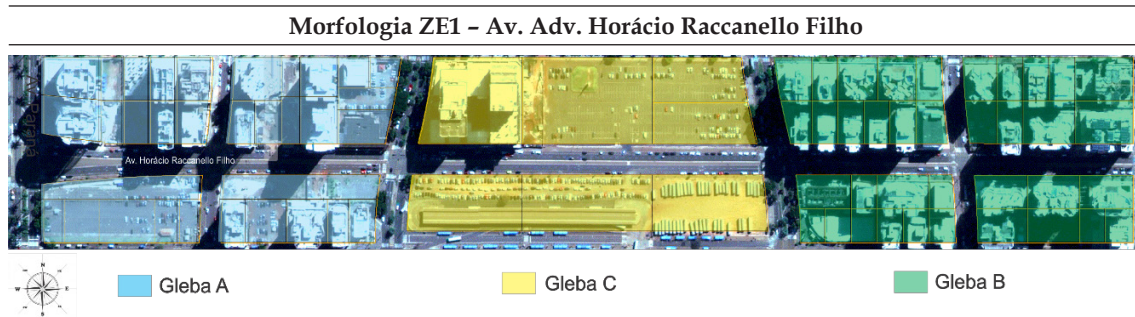 Morfologia ZE1 – Av. Adv. Horácio Raccanello Filho
Av. Paraná
Av. Horácio Raccanello Filho
N
W
E
S
Gleba A
Gleba C
Gleba B